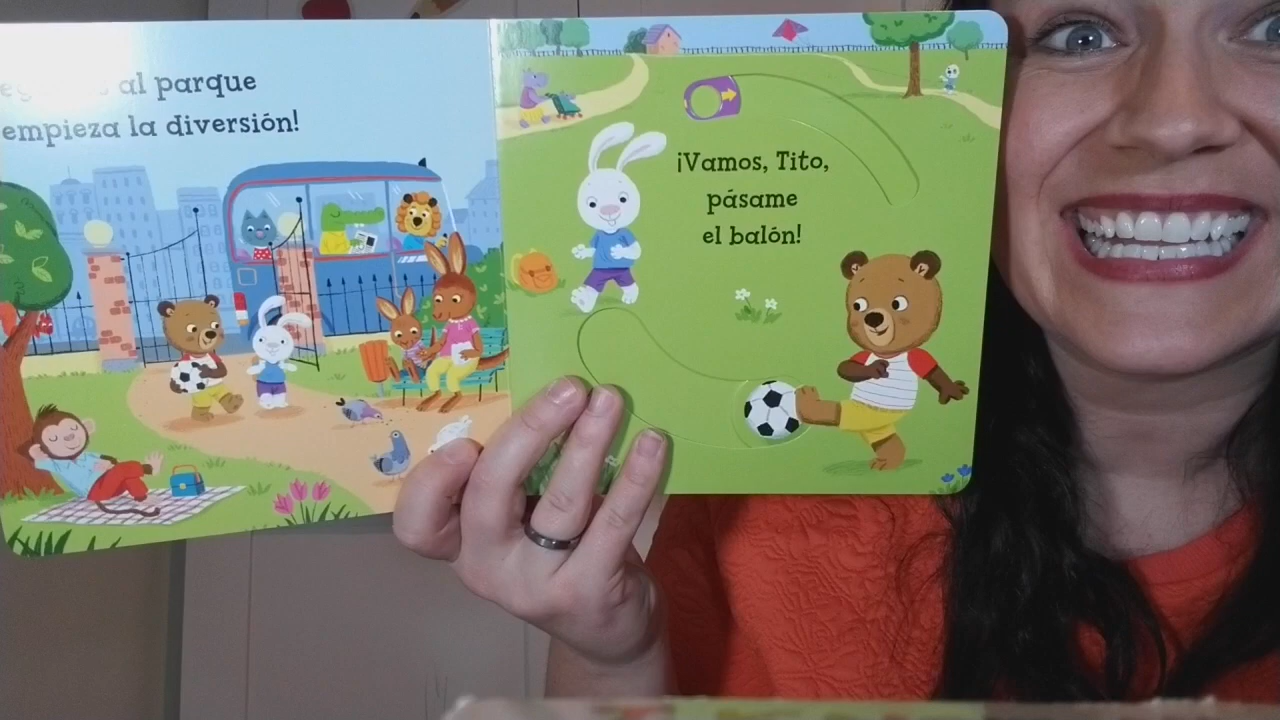 al parque
empieza la diversión!
¡Vamos, Tito,
pásame
el balón!